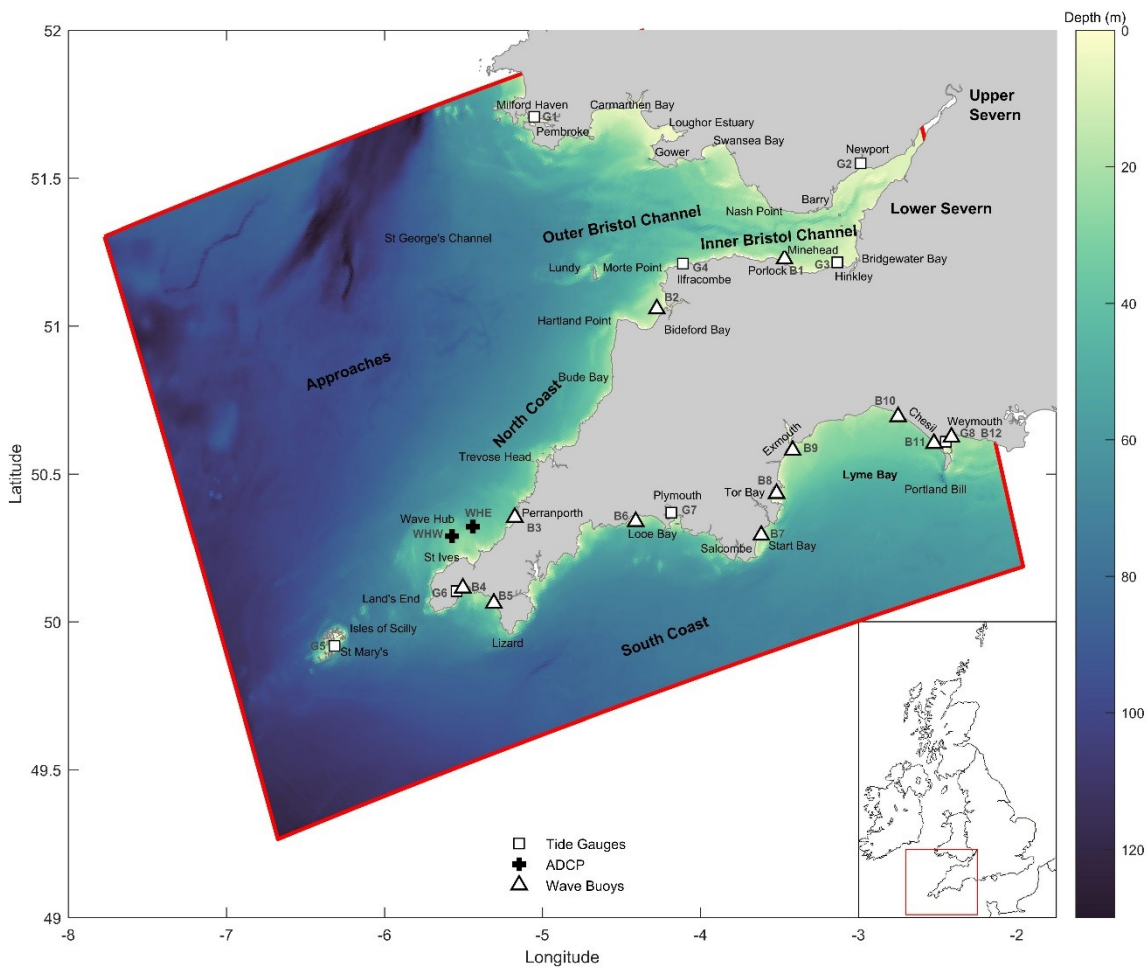 Depth (m)
52
51.5
51
50.5
50
49.5
49
Latitude
-8
-7
-6
-5
-4
-3
-2
Longitude
0
20
40
60
80
100
120
Milford Haven
G1
Pembroke
Carmarthen Bay
Loughor Estuary
Gower
Swansea Bay
Upper
Severn
Newport
G2
Barry
Nash Point
Lower Severn
Outer Bristol Channel
St George's Channel
Inner Bristol Channel
Minehead
Bridgewater Bay
Lundy
Morte Point
G4
Ilfracombe
Porlock B1
G3
Hinkley
B2
Hartland Point
Bideford Bay
Approaches
Bude Bay
North Coast
Trevose Head
B10
Chesil
Weymouth
G8 B12
B11
Exmouth
B9
Lyme Bay
Portland Bill
B8
Tor Bay
Plymouth
G7
B6
Looe Bay
B7
Salcombe
Start Bay
Wave Hub
WHE
WHW
Perranporth
B3
St Ives
G6
B4
B5
Land's End
Lizard
Isles of Scilly
G5
St Mary's
South Coast
Tide Gauges
ADCP
Wave Buoys